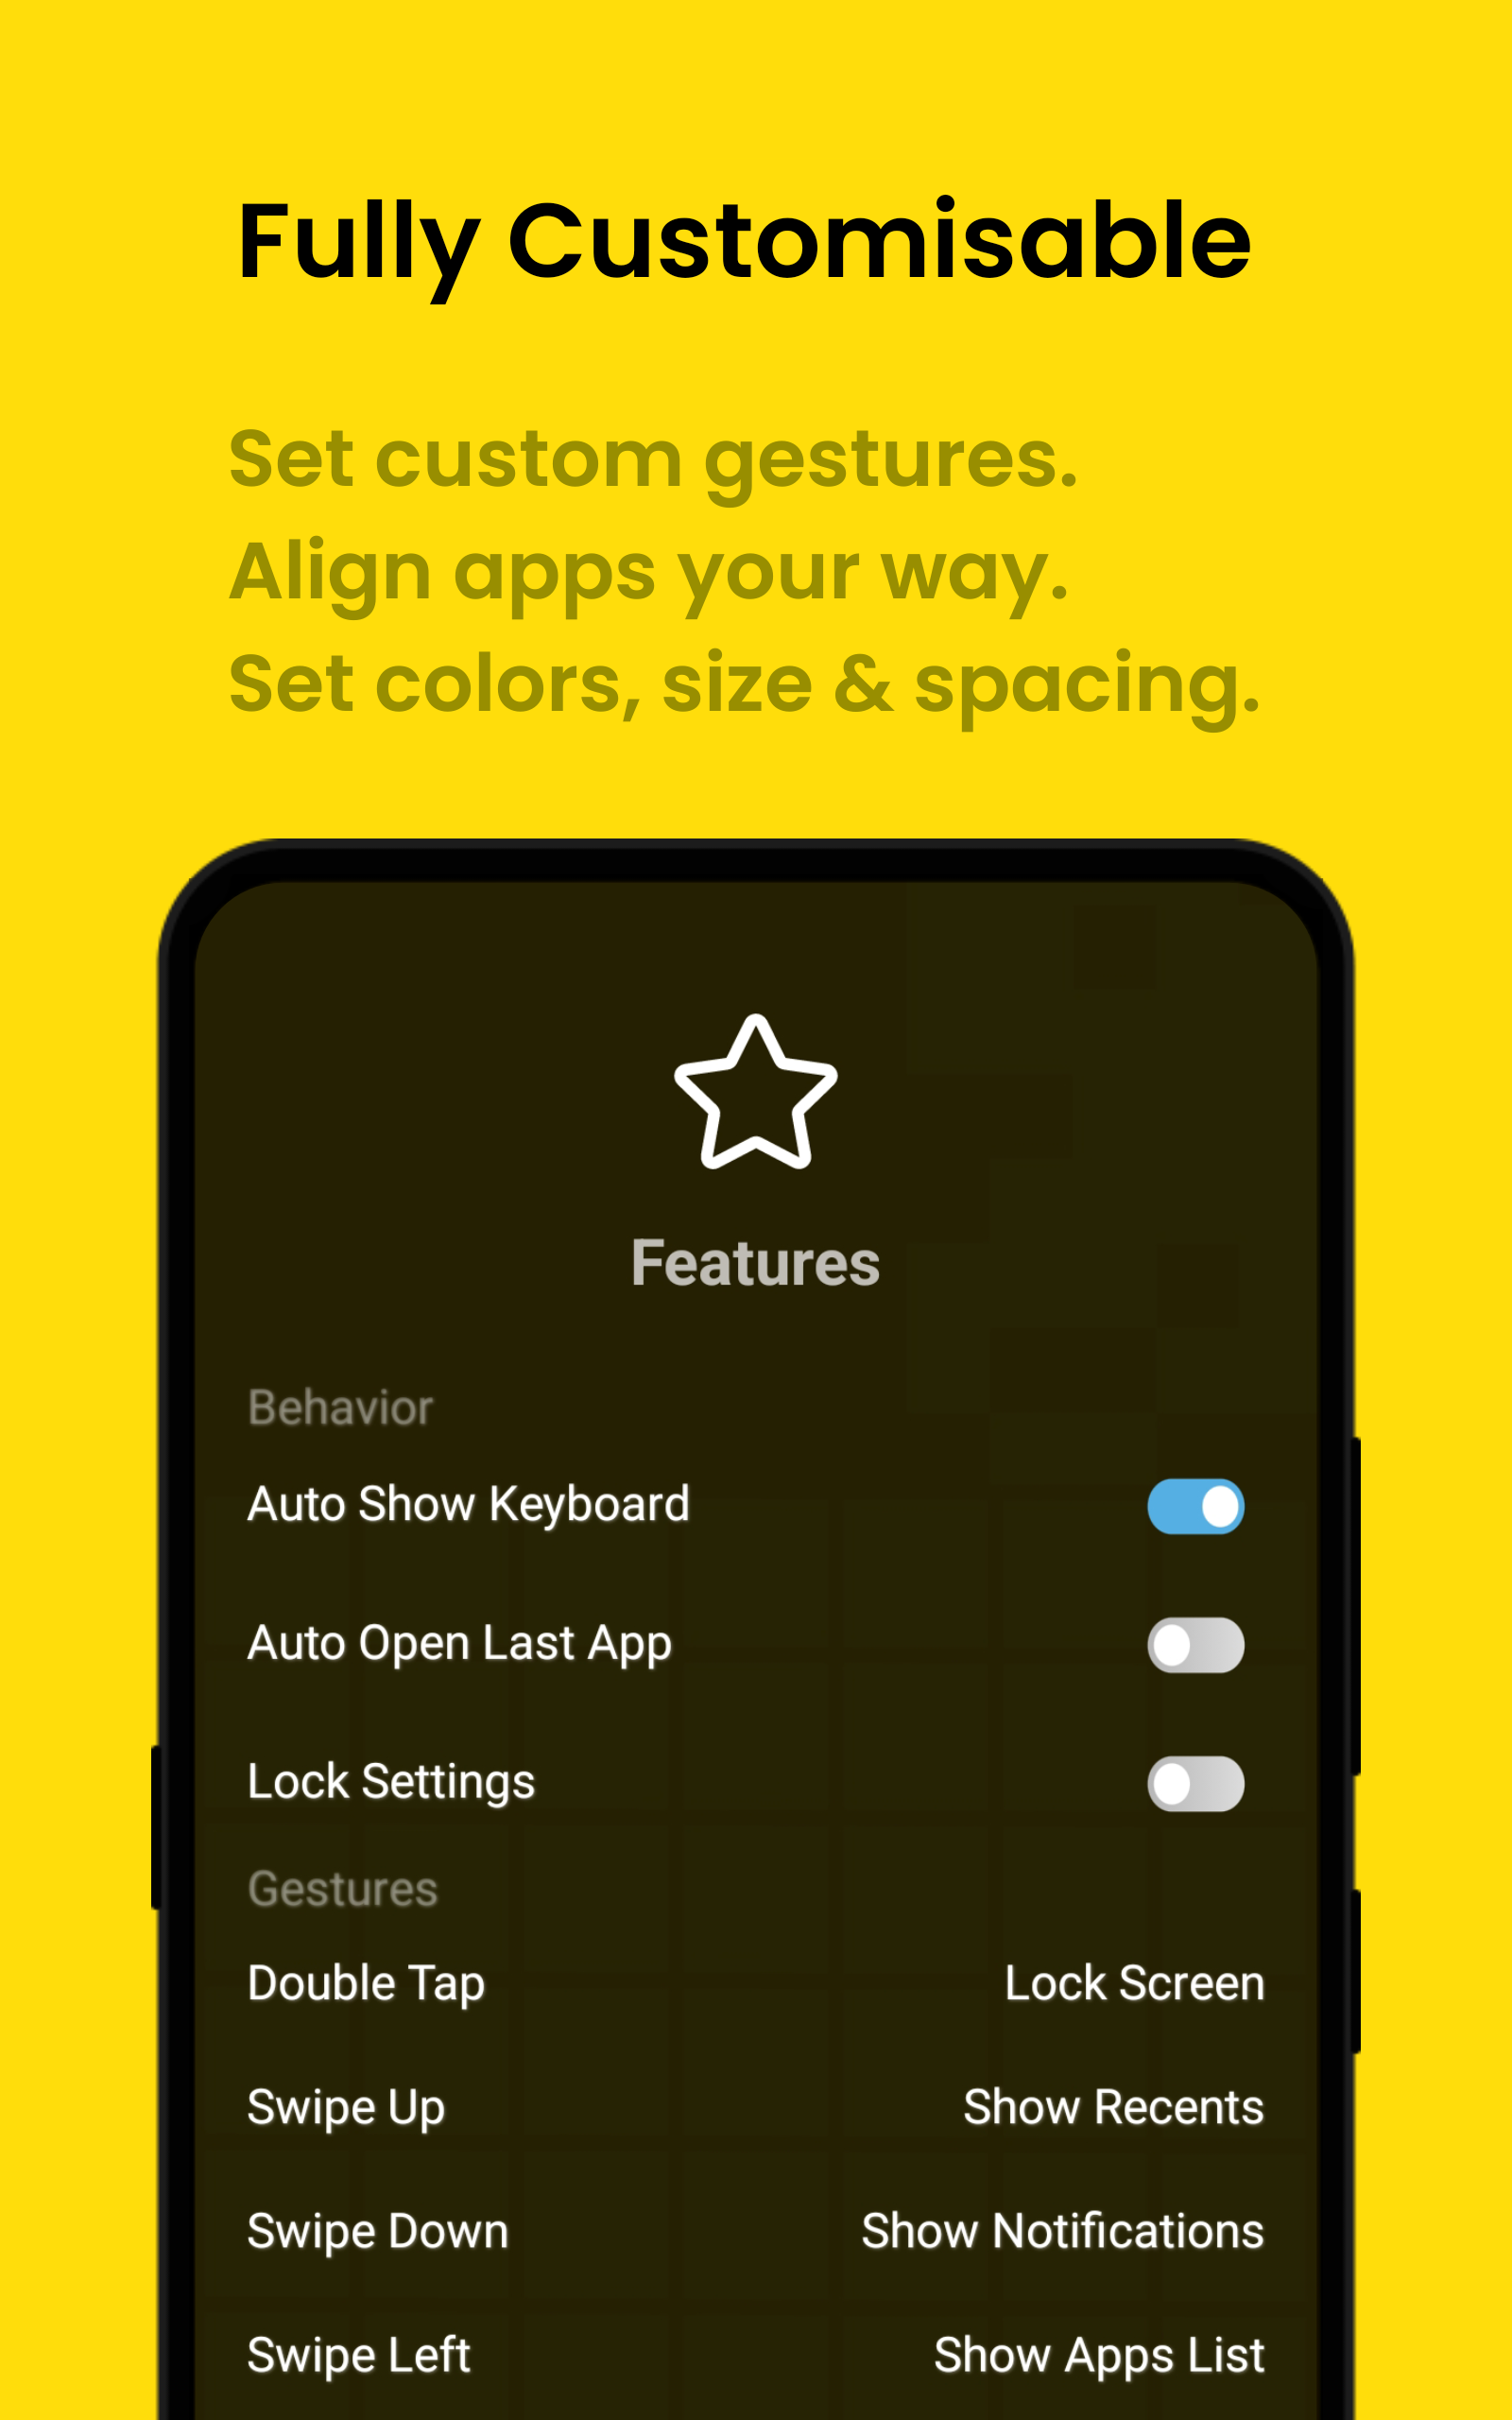 Fully Customisable
Set custom gestures.
Align apps your way.
Set colors, size & spacing.
Features
Behavior
Auto Show Keyboard
Auto Open Last App
Lock Settings
Gestures
Double Tap Lock Screen
Swipe Up Show Recents
Swipe Down Show Notifications
Swipe Left Show Apps List